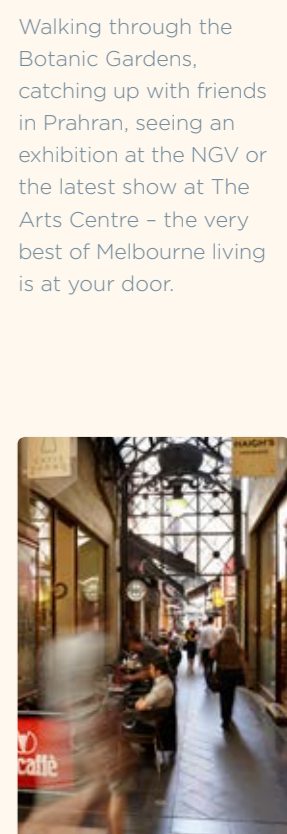 Walking through the
Botanic Gardens,
catching up with friends
in Prahran, seeing an
exhibition at the NGV or
the latest show at The
Arts Centre – the very
best of Melbourne living
is at your door.
HAIGH'S
caffè